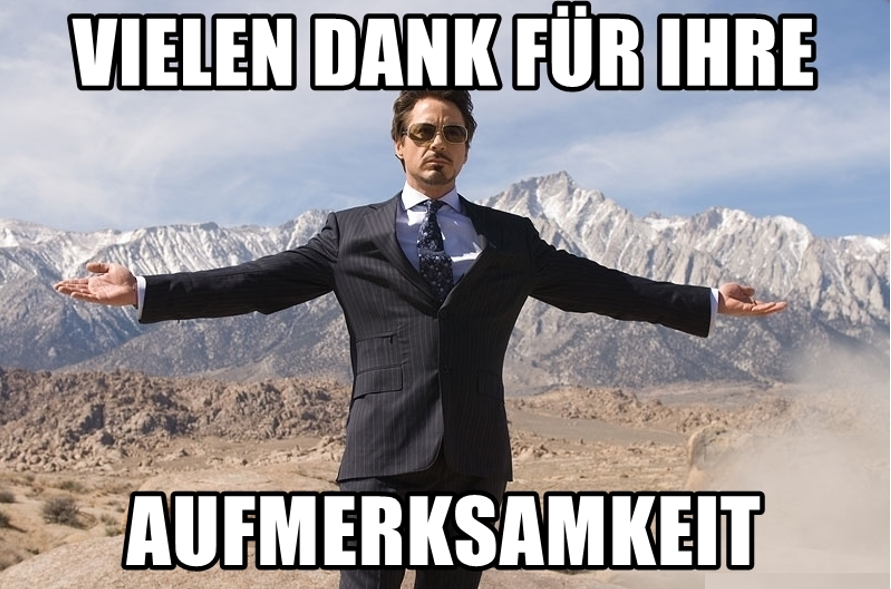 VIELEN DANK FÜR IHRE
AUFMERKSAMKEIT